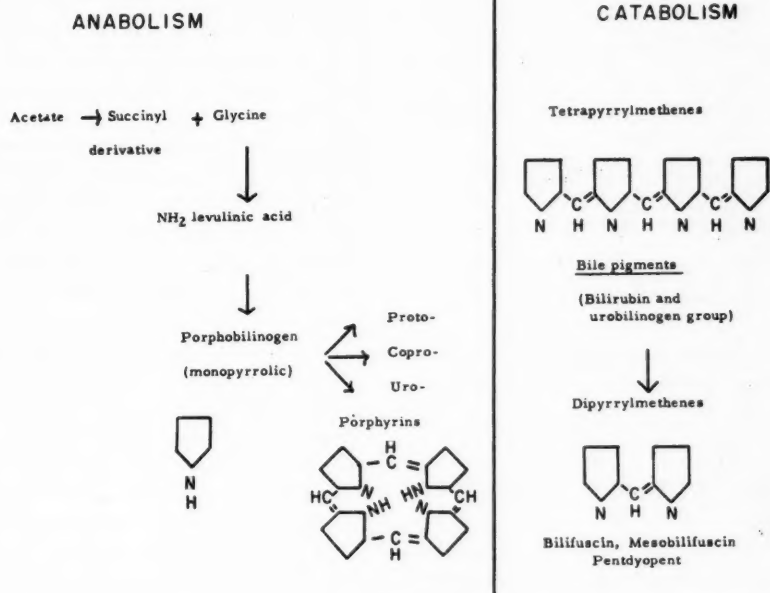 ANABOLISM
Acetate → Succinyl + Glycine
derivative
NH2 levulinic acid
Porphobilinogen
(monopyrrolic)
N
H
Proto-
Copro-
Uro-
Porphyrins
H
C
HC N HN CH
NH N
C
H
CATABOLISM
Tetrapyrrylmethenes
C C C
N H N H N H N
Bile pigments
(Bilirubin and
urobilinogen group)
Dipyrrylmethenes
C
N H N
Bilifuscin, Mesobilifuscin
Pentdyopent